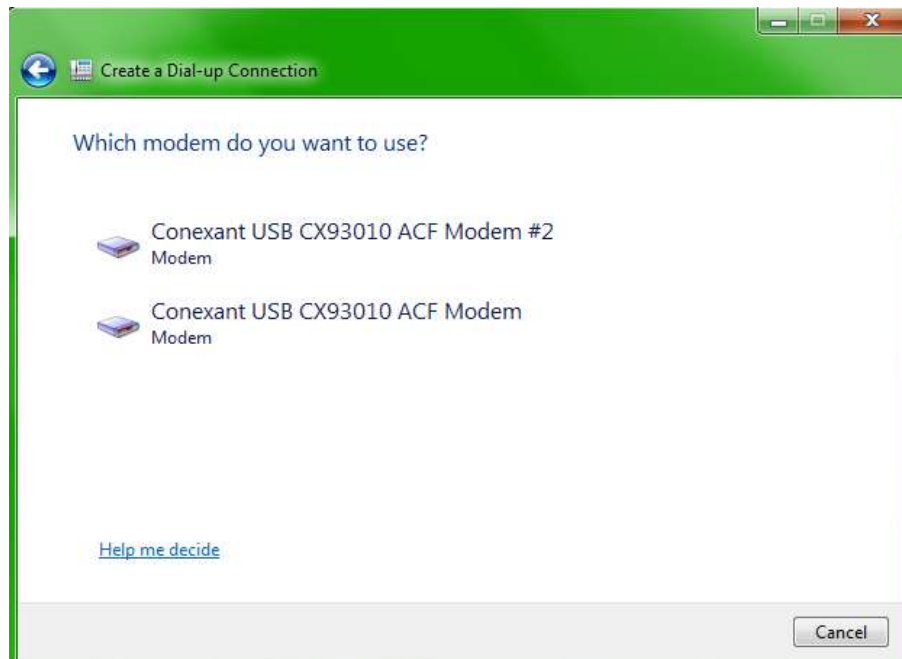 Create a Dial-up Connection
Which modem do you want to use?
Conexant USB CX93010 ACF Modem #2
Modem
Conexant USB CX93010 ACF Modem
Modem
Help me decide
Cancel